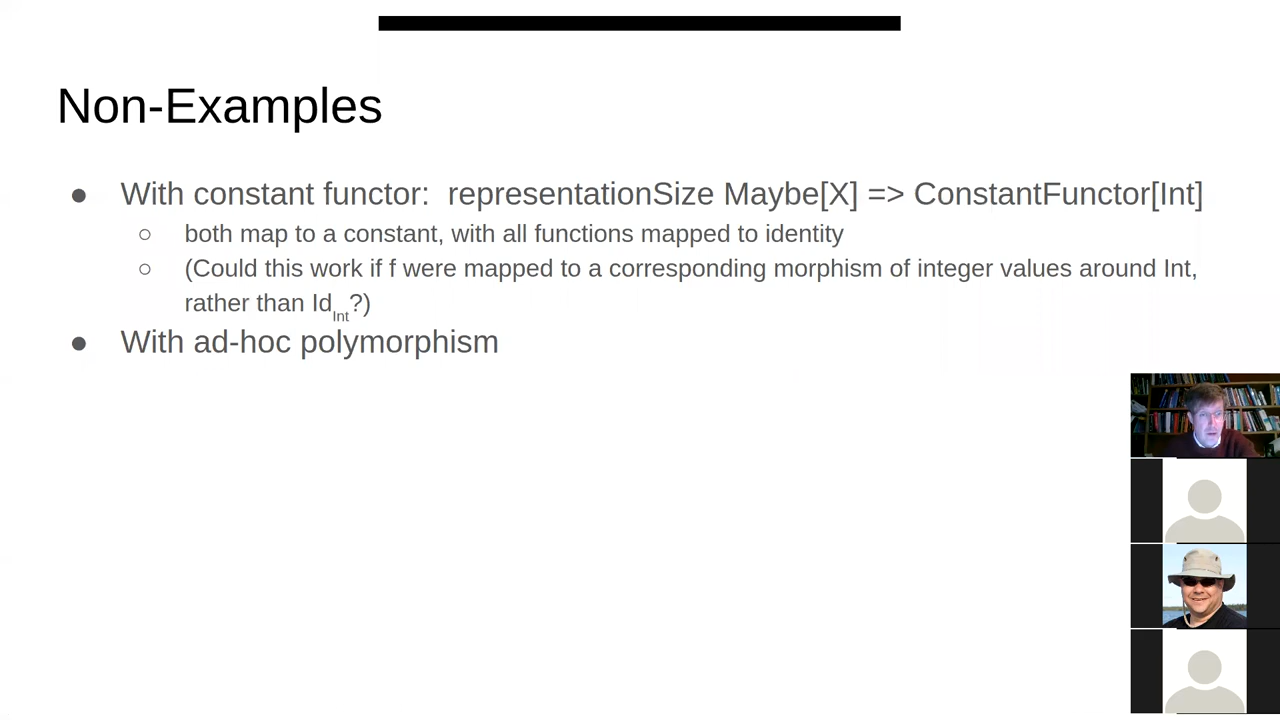 Non-Examples
● With constant functor:  representationSize Maybe[X] => ConstantFunctor[Int]
○ both map to a constant, with all functions mapped to identity
○ (Could this work if f were mapped to a corresponding morphism of integer values around Int,
rather than IdInt?)
● With ad-hoc polymorphism